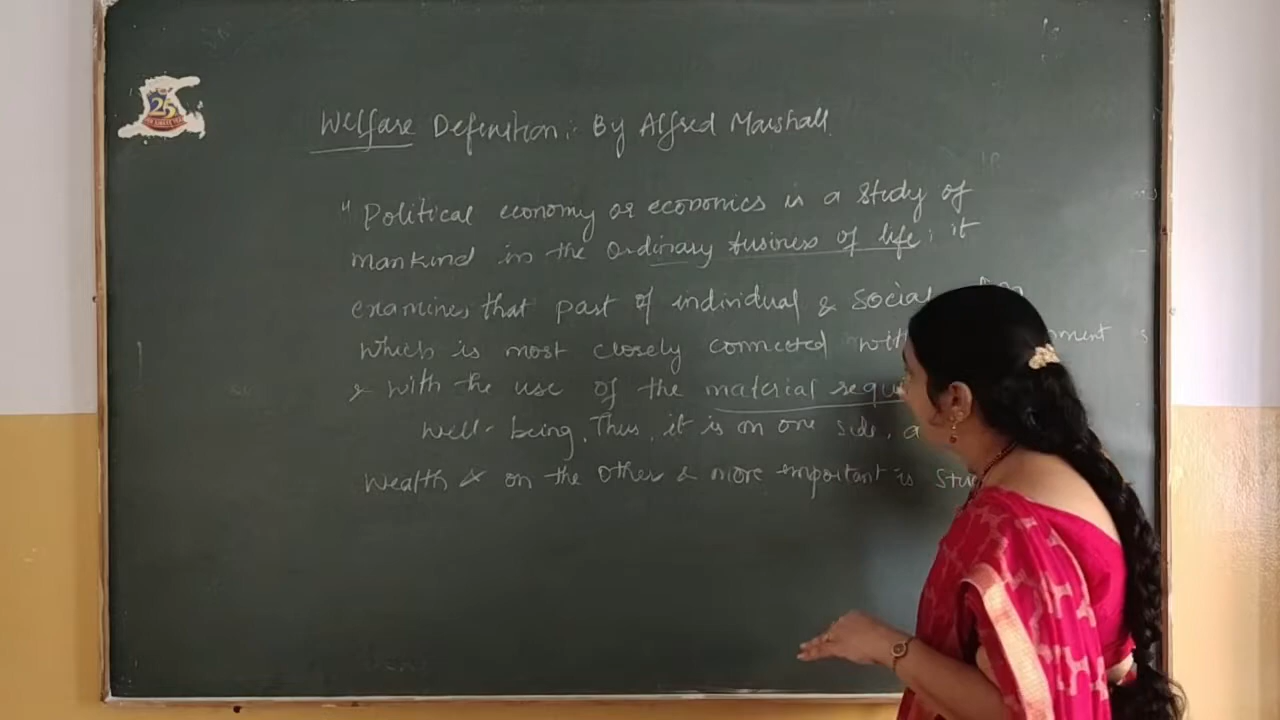 25
Welfare Definition:- By Alfred Marshall
" Political economy or economics is a study of
mankind in the ordinary business of life; it
examines that part of individual & social
which is most closely connected with
& with the use of the material
well-being. Thus, it is on one side, a
wealth & on the other & more important is